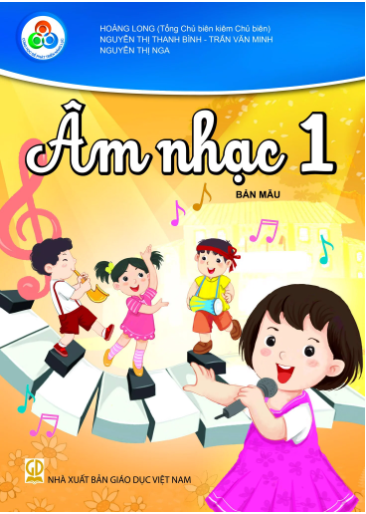 HOÀNG LONG (Tổng Chủ biên kiêm Chủ biên)
NGUYỄN THỊ THANH BÌNH - TRẦN VĂN MINH
NGUYỄN THỊ NGA
Âm nhạc 1
BẢN MẪU
GD
NHÀ XUẤT BẢN GIÁO DỤC VIỆT NAM